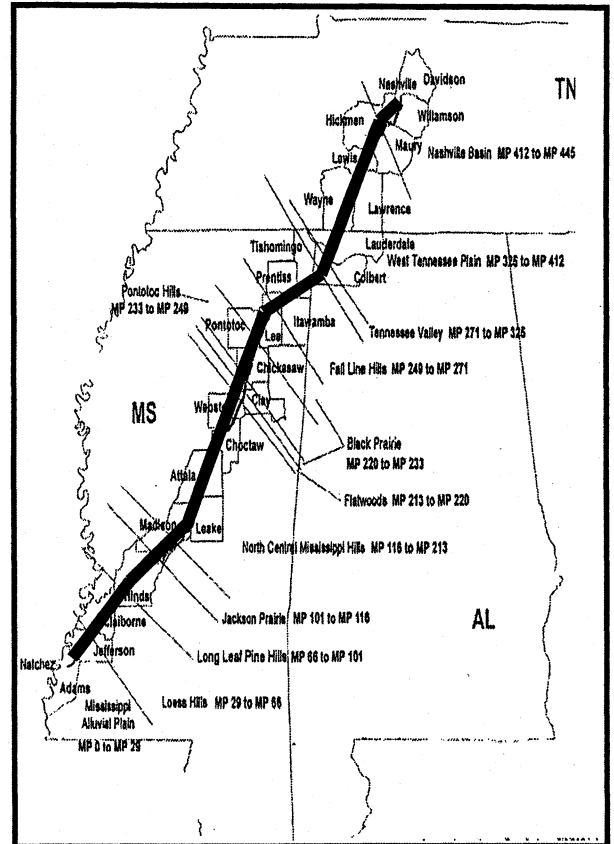 Nashville
Davidson
TN
Hickman
Williamson
Maury
Nashville Basin MP 412 to MP 445
Lewis
Wayne
Lawrence
Tishomingo
Lauderdale
West Tennessee Plain MP 325 to MP 412
Prentiss
Colbert
Pontotoc Hills
MP 233 to MP 249
Pontotoc
Lee
Itawamba
Tennessee Valley MP 271 to MP 325
Chickasaw
Fall Line Hills MP 249 to MP 271
MS
Webst
Clay
Choctaw
Black Prairie
MP 220 to MP 233
Attala
Flatwoods MP 213 to MP 220
Madison
Leake
North Central Mississippi Hills MP 116 to MP 213
Hinds
Jackson Prairie MP 101 to MP 116
AL
Claiborne
Long Leaf Pine Hills MP 66 to MP 101
Jefferson
Natchez
Adams
Loess Hills MP 29 to MP 66
Mississippi
Alluvial Plain
MP 0 to MP 29